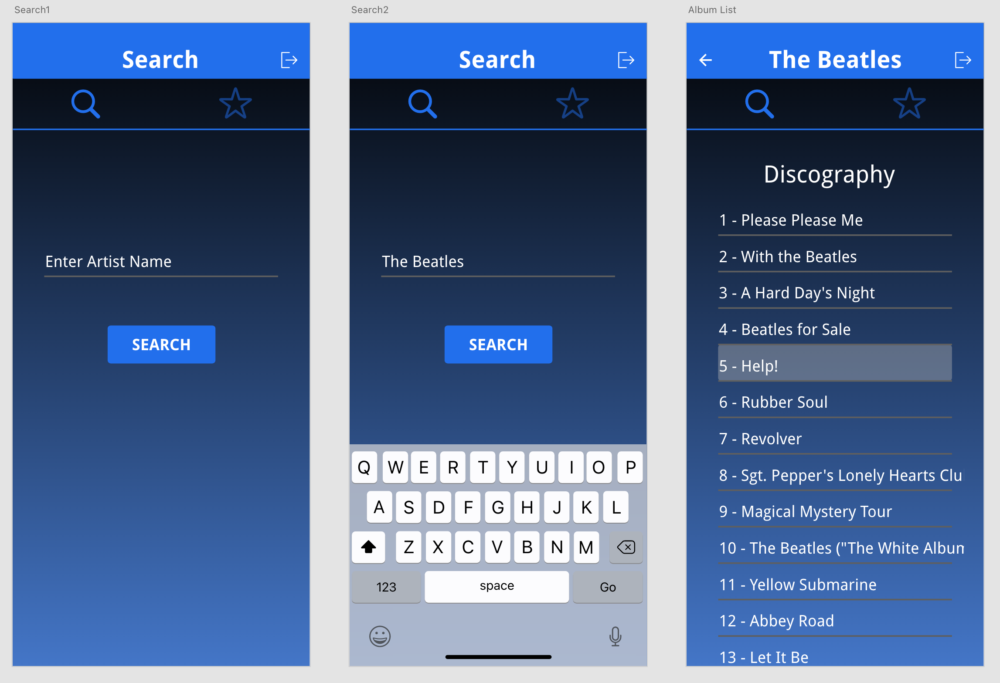 Search1
Search
Enter Artist Name
SEARCH
Search2
Search
The Beatles
SEARCH
Q W E R T Y U I O P
A S D F G H J K L
Z X C V B N M
123 space Go
Album List
The Beatles
Discography
1 - Please Please Me
2 - With the Beatles
3 - A Hard Day's Night
4 - Beatles for Sale
5 - Help!
6 - Rubber Soul
7 - Revolver
8 - Sgt. Pepper's Lonely Hearts Clu
9 - Magical Mystery Tour
10 - The Beatles ("The White Album
11 - Yellow Submarine
12 - Abbey Road
13 - Let It Be